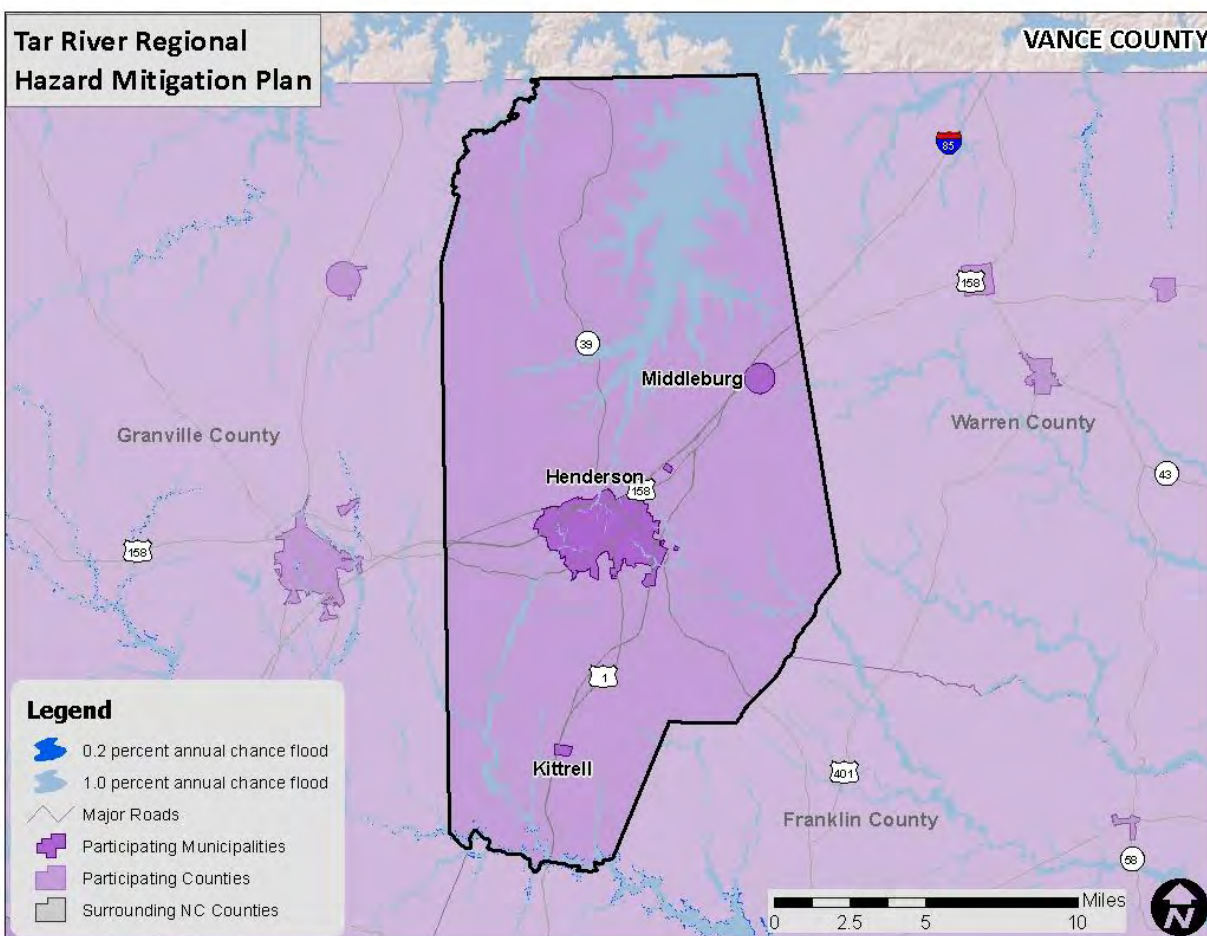 Tar River Regional
Hazard Mitigation Plan
VANCE COUNTY
85
158
39
Middleburg
Granville County
Warren County
43
Henderson
158
158
1
Kittrell
401
Franklin County
58
Legend
0.2 percent annual chance flood
1.0 percent annual chance flood
Major Roads
Participating Municipalities
Participating Counties
Surrounding NC Counties
Miles
0 2.5 5 10